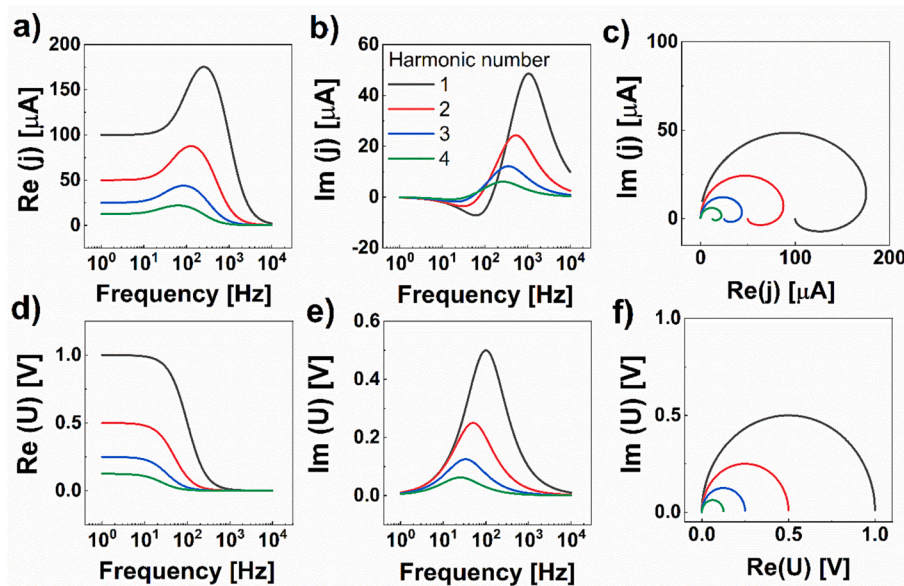 a)
Re (j) [μA]
200
150
100
50
0
10⁰ 10¹ 10² 10³ 10⁴
Frequency [Hz]
b)
Im (j) [μA]
60
40
20
0
-20
Harmonic number
1
2
3
4
10⁰ 10¹ 10² 10³ 10⁴
Frequency [Hz]
c)
Im (j) [μA]
100
50
0
0 100 200
Re(j) [μA]
d)
Re (U) [V]
1.0
0.5
0.0
10⁰ 10¹ 10² 10³ 10⁴
Frequency [Hz]
e)
Im (U) [V]
0.6
0.4
0.2
0.0
10⁰ 10¹ 10² 10³ 10⁴
Frequency [Hz]
f)
Im (U) [V]
1.0
0.5
0.0
0.0 0.5 1.0
Re(U) [V]